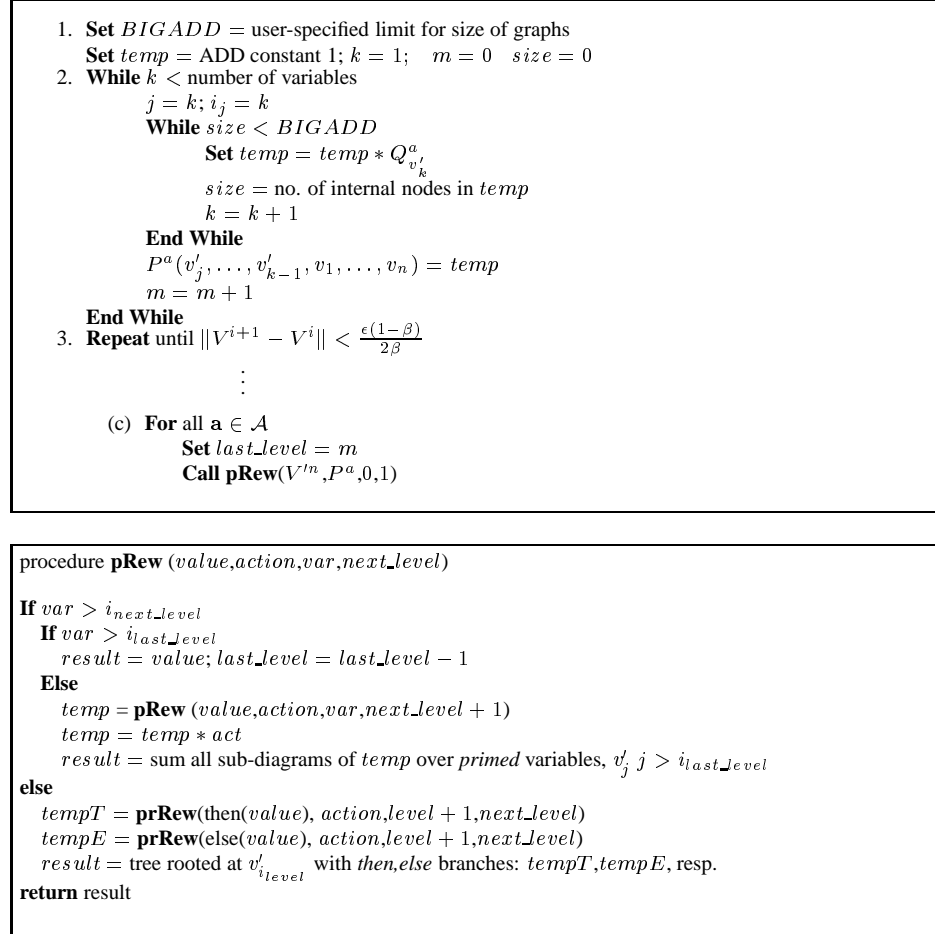 1. Set BIGADD = user-specified limit for size of graphs
Set temp = ADD constant 1; k = 1; m = 0 size = 0
2. While k < number of variables
j = k; i_j = k
While size < BIGADD
Set temp = temp * Q^a_{v'_k}
size = no. of internal nodes in temp
k = k + 1
End While
P^a(v'_j, ..., v'_{k-1}, v_1, ..., v_n) = temp
m = m + 1
End While
3. Repeat until ||V^{i+1} − V^i|| < ε(1−β)/2β
⋮
(c) For all a ∈ A
Set last_level = m
Call pRew(V'^n,P^a,0,1)
procedure pRew (value,action,var,next_level)
If var > i_{next_level}
If var > i_{last_level}
result = value; last_level = last_level − 1
Else
temp = pRew (value,action,var,next_level + 1)
temp = temp * act
result = sum all sub-diagrams of temp over primed variables, v'_j j > i_{last_level}
else
tempT = prRew(then(value), action,level + 1,next_level)
tempE = prRew(else(value), action,level + 1,next_level)
result = tree rooted at v'_{i_{level}} with then,else branches: tempT,tempE, resp.
return result